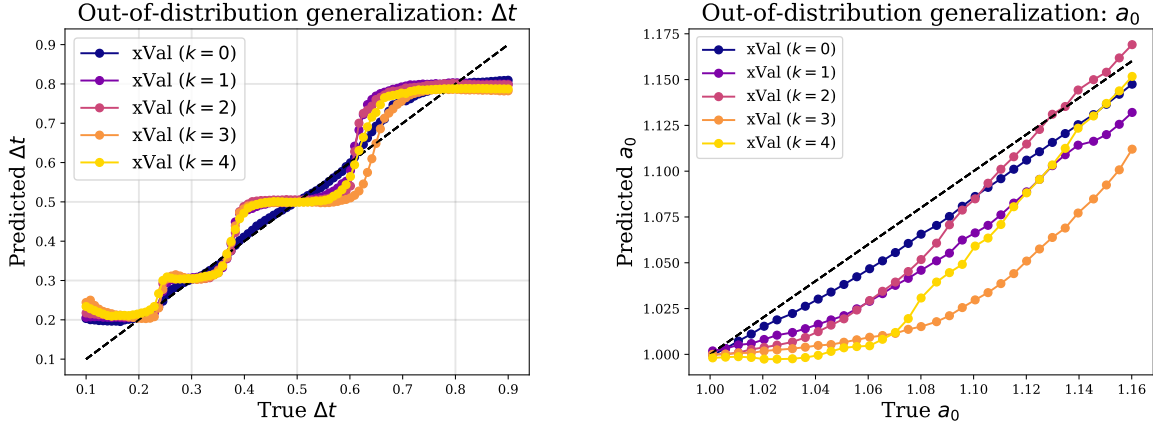 Out-of-distribution generalization: Δt
Predicted Δt
0.9
0.8
0.7
0.6
0.5
0.4
0.3
0.2
0.1
xVal (k = 0)
xVal (k = 1)
xVal (k = 2)
xVal (k = 3)
xVal (k = 4)
0.1 0.2 0.3 0.4 0.5 0.6 0.7 0.8 0.9
True Δt
Out-of-distribution generalization: a₀
Predicted a₀
1.175
1.150
1.125
1.100
1.075
1.050
1.025
1.000
xVal (k = 0)
xVal (k = 1)
xVal (k = 2)
xVal (k = 3)
xVal (k = 4)
1.00 1.02 1.04 1.06 1.08 1.10 1.12 1.14 1.16
True a₀